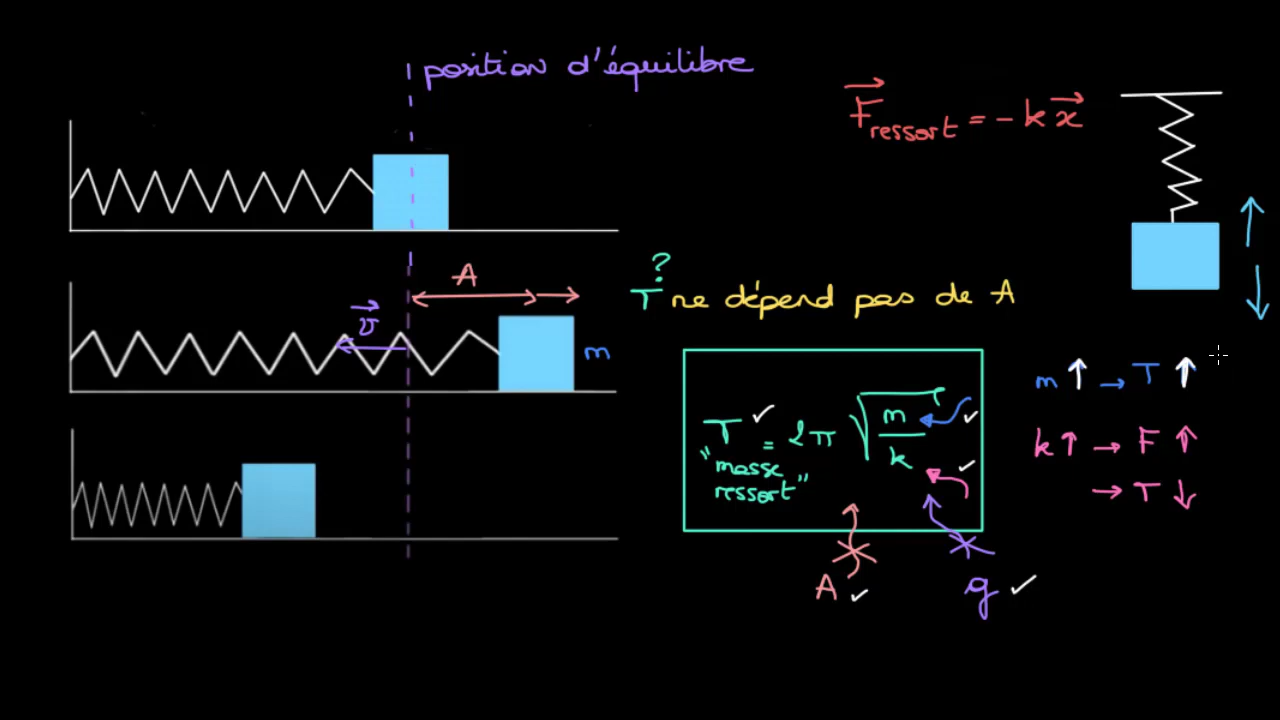 position d'équilibre
F ressort = - k x
A
?
T ne dépend pas de A
v
m
m ↑ → T ↑
T = 2π √ m / k
"masse
ressort"
k ↑ → F ↑
→ T ↓
A
g